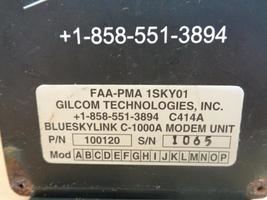 +1-858-551-3894
FAA-PMA 1SKY01
GILCOM TECHNOLOGIES, INC.
+1-858-551-3894 C414A
BLUESKYLINK C-1000A MODEM UNIT
P/N 100120 S/N 1065
Mod A B C D E F G H I J K L M N O P